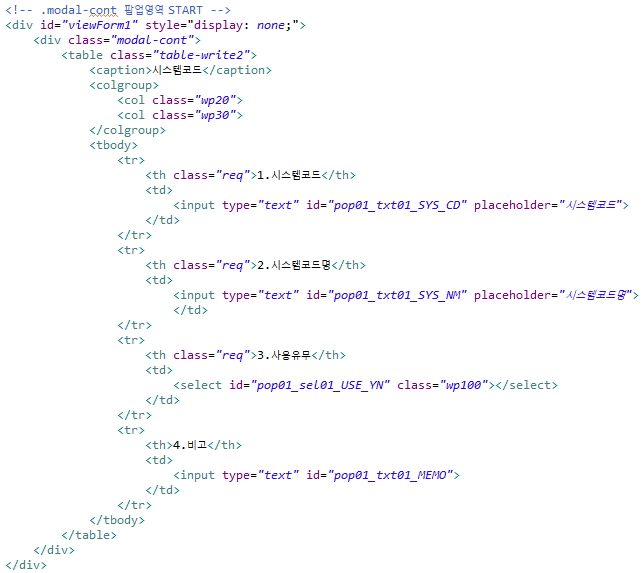 <!-- .modal-cont 팝업영역 START -->
<div id="viewForm1" style="display: none;">
    <div class="modal-cont">
        <table class="table-write2">
            <caption>시스템코드</caption>
            <colgroup>
                <col class="wp20">
                <col class="wp30">
            </colgroup>
            <tbody>
                <tr>
                    <th class="req">1.시스템코드</th>
                    <td>
                        <input type="text" id="pop01_txt01_SYS_CD" placeholder="시스템코드">
                    </td>
                </tr>
                <tr>
                    <th class="req">2.시스템코드명</th>
                    <td>
                        <input type="text" id="pop01_txt01_SYS_NM" placeholder="시스템코드명">
                        </td>
                </tr>
                <tr>
                    <th class="req">3.사용유무</th>
                    <td>
                        <select id="pop01_sel01_USE_YN" class="wp100"></select>
                    </td>
                </tr>
                <tr>
                    <th>4.비고</th>
                    <td>
                        <input type="text" id="pop01_txt01_MEMO">
                    </td>
                </tr>
            </tbody>
        </table>
    </div>
</div>